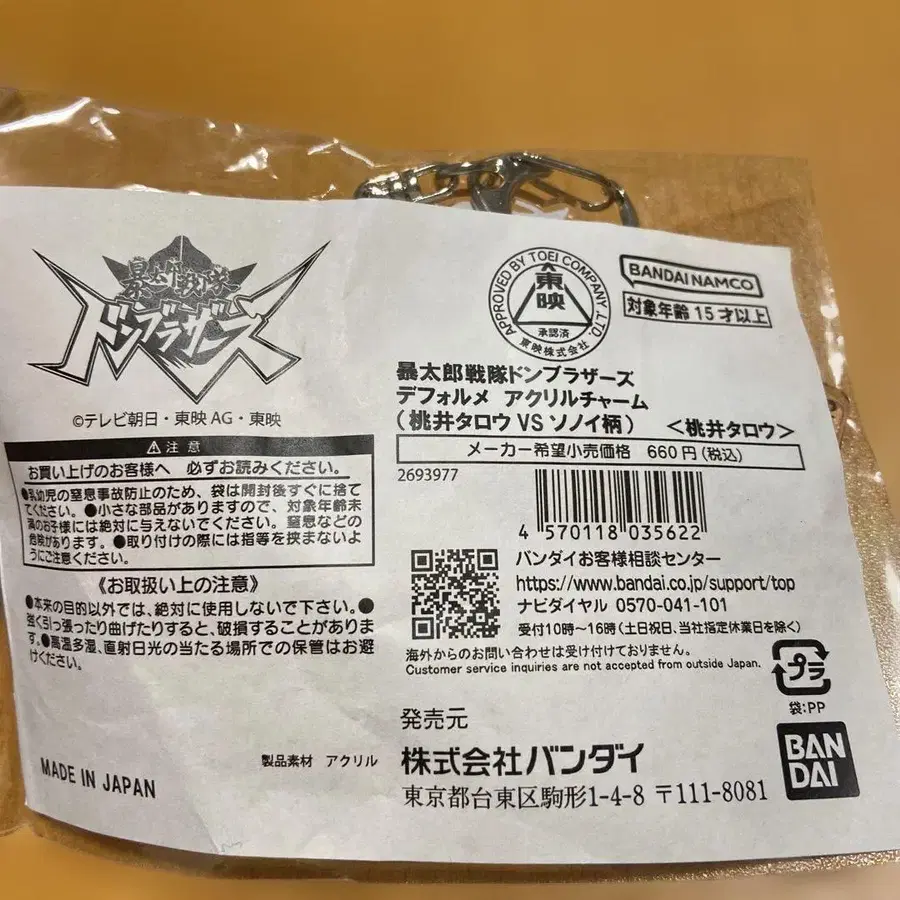 暴太郎戦隊
ドンブラザーズ
©テレビ朝日・東映AG・東映
⚠ 注意
お買い上げのお客様へ 必ずお読みください。
●乳幼児の窒息事故防止のため、袋は開封後すぐに捨て
てください。●小さな部品がありますので、対象年齢未
満のお子様には絶対に与えないでください。窒息などの
危険があります。●取り付けの際には指等を挟まないよ
うにご注意ください。
《お取扱い上の注意》
●本来の目的以外では、絶対に使用しないで下さい。●
強く引っ張ったり曲げたりすると、破損することがありま
す。●高温多湿、直射日光の当たる場所での保管はお避
けください。
製品素材 アクリル
MADE IN JAPAN
APPROVED BY TOEI COMPANY, LTD.
東映
承認済
東映株式会社
BANDAI NAMCO
対象年齢 15才以上
暴太郎戦隊ドンブラザーズ
デフォルメ アクリルチャーム
(桃井タロウ VS ソノイ柄) <桃井タロウ>
メーカー希望小売価格 660円(税込)
2693977
4 570118 035622
バンダイお客様相談センター
https://www.bandai.co.jp/support/top
ナビダイヤル 0570-041-101
受付10時～16時(土日祝日、当社指定休業日を除く)
海外からのお問い合わせは受け付けておりません。
Customer service inquiries are not accepted from outside Japan.
プラ
袋:PP
発売元
株式会社バンダイ
東京都台東区駒形1-4-8 〒111-8081
BAN
DAI